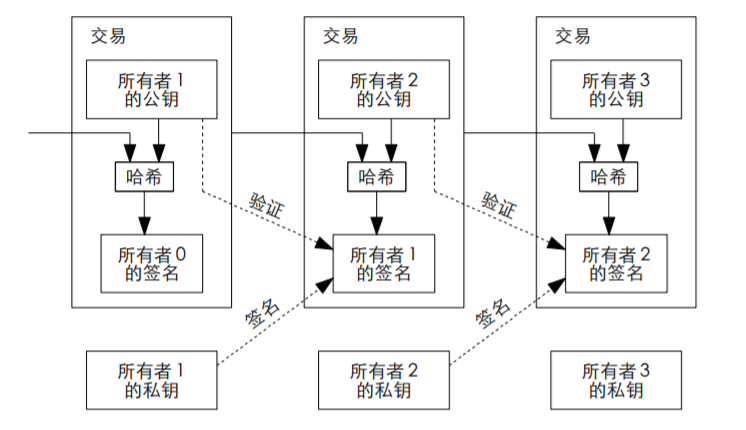 交易
交易
交易
所有者 1
的公钥
所有者 2
的公钥
所有者 3
的公钥
哈希
哈希
哈希
验证
验证
所有者 0
的签名
所有者 1
的签名
所有者 2
的签名
签名
签名
所有者 1
的私钥
所有者 2
的私钥
所有者 3
的私钥